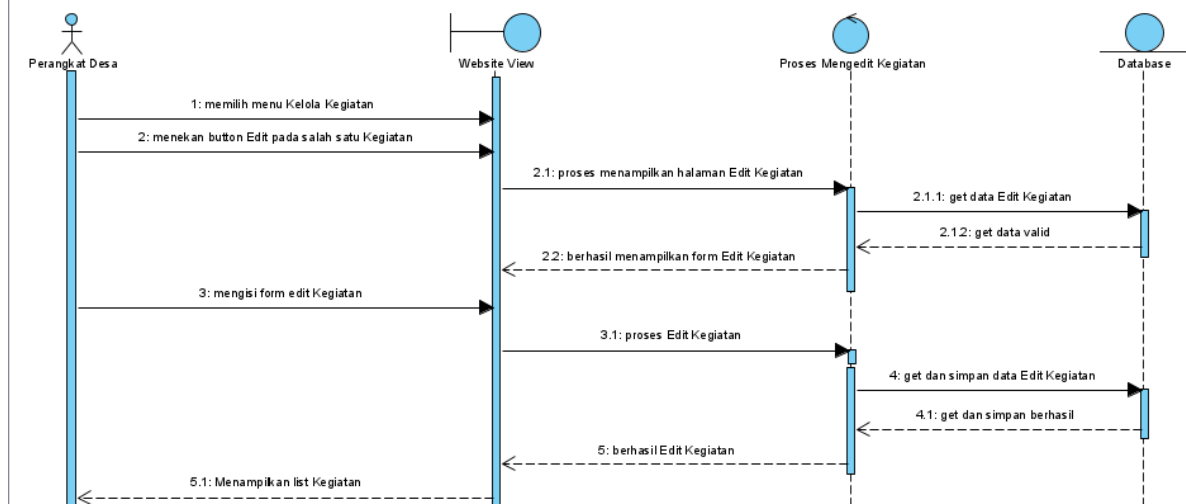 Perangkat Desa
Website View
Proses Mengedit Kegiatan
Database
1: memilih menu Kelola Kegiatan
2: menekan button Edit pada salah satu Kegiatan
2.1: proses menampilkan halaman Edit Kegiatan
2.1.1: get data Edit Kegiatan
2.1.2: get data valid
2.2: berhasil menampilkan form Edit Kegiatan
3: mengisi form edit Kegiatan
3.1: proses Edit Kegiatan
4: get dan simpan data Edit Kegiatan
4.1: get dan simpan berhasil
5: berhasil Edit Kegiatan
5.1: Menampilkan list Kegiatan